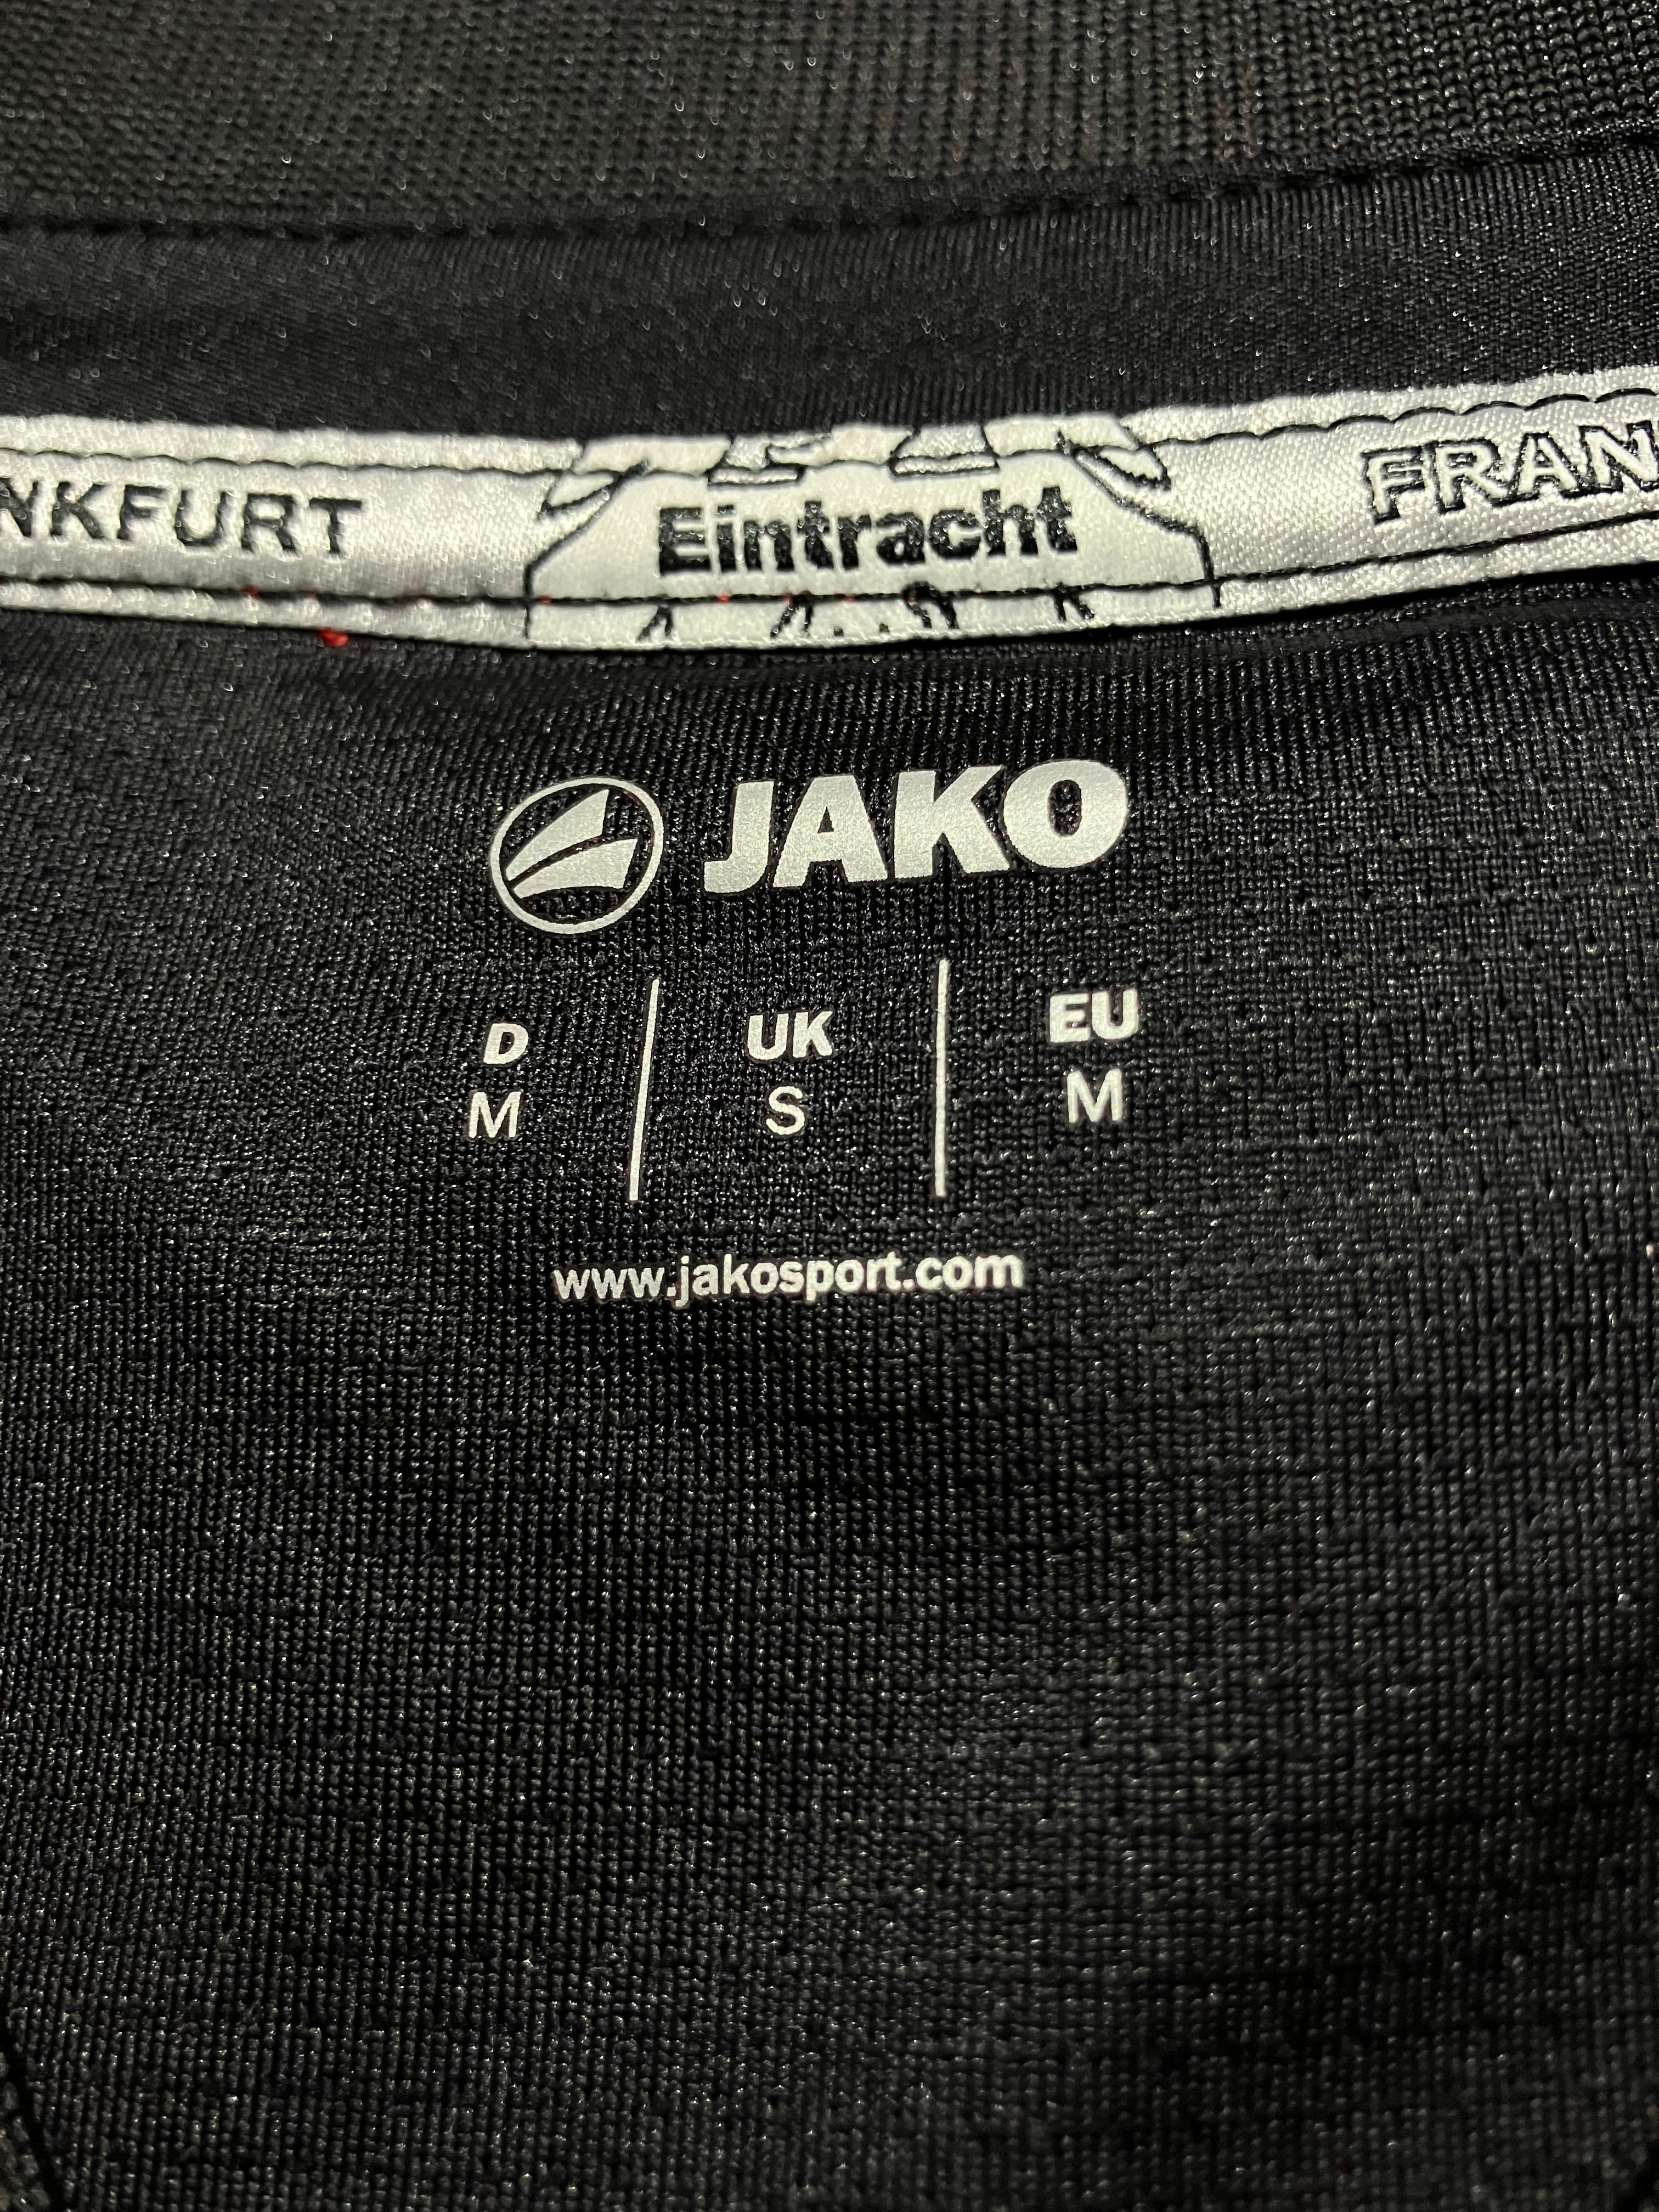 NKFURT Eintracht FRAN
JAKO
D UK EU
M S M
www.jakosport.com